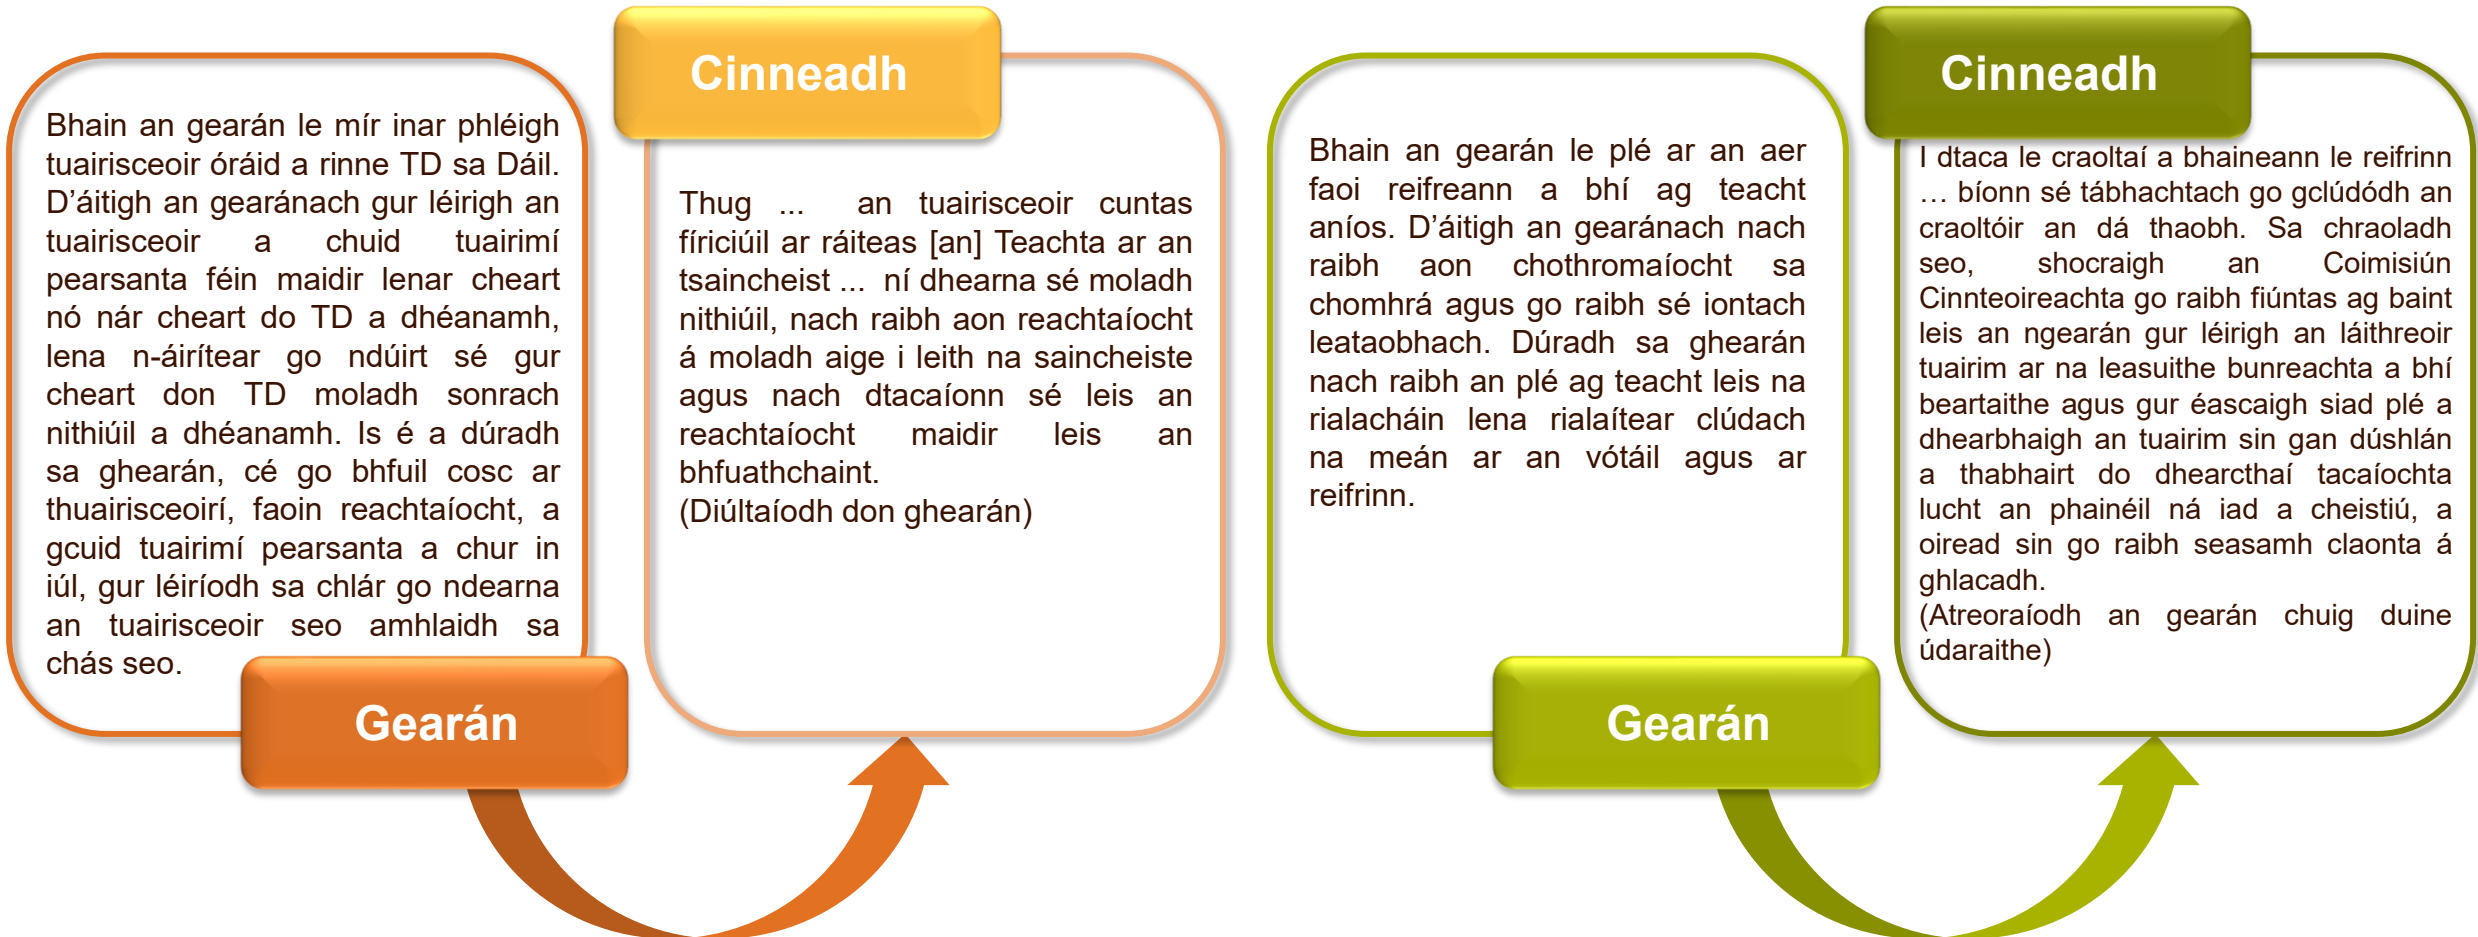 Bhain an gearán le mír inar phléigh
tuairisceoir óráid a rinne TD sa Dáil.
D’áitigh an gearánach gur léirigh an
tuairisceoir a chuid tuairimí
pearsanta féin maidir lenar cheart
nó nár cheart do TD a dhéanamh,
lena n-áirítear go ndúirt sé gur
cheart don TD moladh sonrach
nithiúil a dhéanamh. Is é a dúradh
sa ghearán, cé go bhfuil cosc ar
thuairisceoirí, faoin reachtaíocht, a
gcuid tuairimí pearsanta a chur in
iúl, gur léiríodh sa chlár go ndearna
an tuairisceoir seo amhlaidh sa
chás seo.
Gearán
Cinneadh
Thug ... an tuairisceoir cuntas
fíriciúil ar ráiteas [an] Teachta ar an
tsaincheist ... ní dhearna sé moladh
nithiúil, nach raibh aon reachtaíocht
á moladh aige i leith na saincheiste
agus nach dtacaíonn sé leis an
reachtaíocht maidir leis an
bhfuathchaint.
(Diúltaíodh don ghearán)
Bhain an gearán le plé ar an aer
faoi reifreann a bhí ag teacht
aníos. D’áitigh an gearánach nach
raibh aon chothromaíocht sa
chomhrá agus go raibh sé iontach
leataobhach. Dúradh sa ghearán
nach raibh an plé ag teacht leis na
rialacháin lena rialaítear clúdach
na meán ar an vótáil agus ar
reifrinn.
Gearán
Cinneadh
I dtaca le craoltaí a bhaineann le reifrinn
… bíonn sé tábhachtach go gclúdódh an
craoltóir an dá thaobh. Sa chraoladh
seo, shocraigh an Coimisiún
Cinnteoireachta go raibh fiúntas ag baint
leis an ngearán gur léirigh an láithreoir
tuairim ar na leasuithe bunreachta a bhí
beartaithe agus gur éascaigh siad plé a
dhearbhaigh an tuairim sin gan dúshlán
a thabhairt do dhearcthaí tacaíochta
lucht an phainéil ná iad a cheistiú, a
oiread sin go raibh seasamh claonta á
ghlacadh.
(Atreoraíodh an gearán chuig duine
údaraithe)